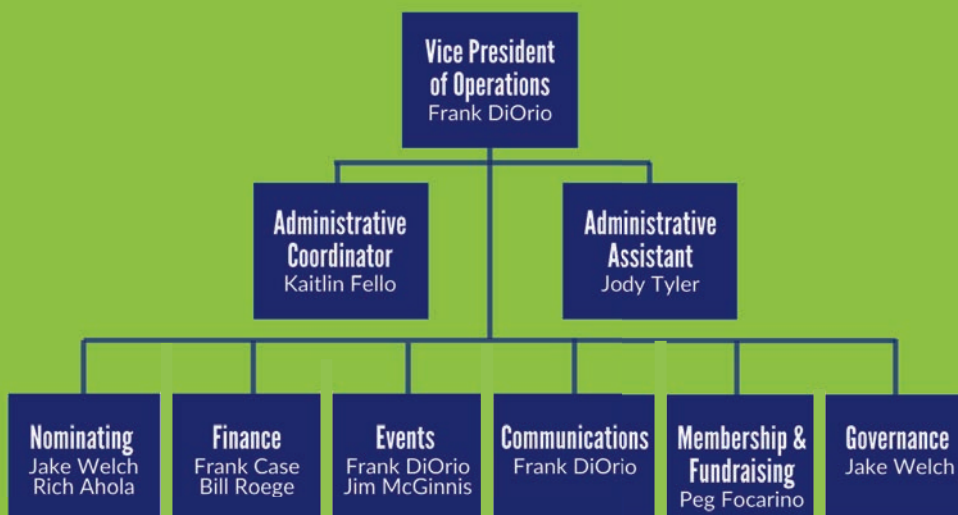 Vice President
of Operations
Frank DiOrio
Administrative
Coordinator
Kaitlin Fello
Administrative
Assistant
Jody Tyler
Nominating
Jake Welch
Rich Ahola
Finance
Frank Case
Bill Roege
Events
Frank DiOrio
Jim McGinnis
Communications
Frank DiOrio
Membership &
Fundraising
Peg Focarino
Governance
Jake Welch